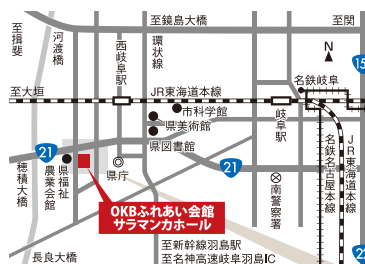 至鏡島大橋
至関
至揖斐
河渡橋
西岐阜駅
環状線
N
15
名鉄岐阜
至大垣
JR東海道本線
市科学館
県美術館
県図書館
岐阜駅
21
21
穂積大橋
県福祉
農業会館
県庁
南警察署
名鉄名古屋本線
JR東海道本線
OKBふれあい会館
サラマンカホール
長良大橋
至新幹線羽島駅
至名神高速岐阜羽島IC
22